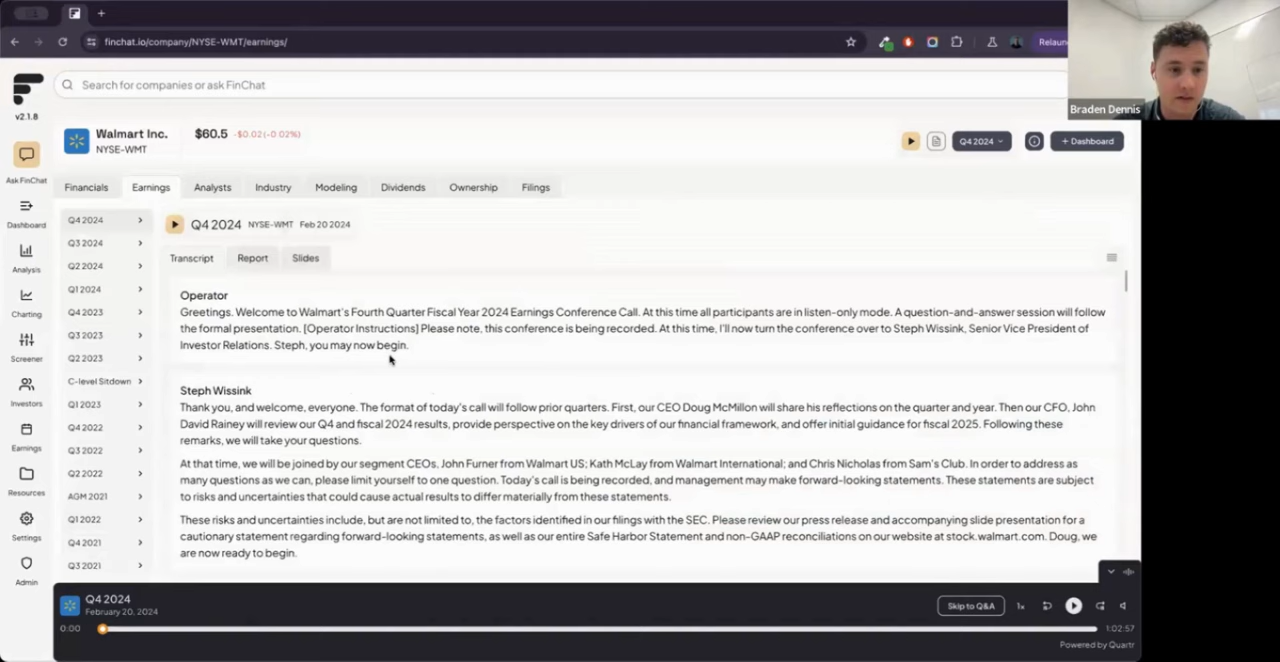 finchat.io/company/NYSE-WMT/earnings/
Relaun
Braden Dennis
v2.1.8
Search for companies or ask FinChat
Walmart Inc.
NYSE-WMT
$60.5 -$0.02 (-0.02%)
Q4 2024
+ Dashboard
Ask FinChat
Dashboard
Analysis
Charting
Screener
Investors
Earnings
Resources
Settings
Admin
Financials Earnings Analysts Industry Modeling Dividends Ownership Filings
Q4 2024
Q3 2024
Q2 2024
Q1 2024
Q4 2023
Q3 2023
Q2 2023
C-level Sitdown
Q1 2023
Q4 2022
Q3 2022
Q2 2022
AGM 2021
Q1 2022
Q4 2021
Q3 2021
Q4 2024 NYSE-WMT Feb 20 2024
Transcript Report Slides
Operator
Greetings. Welcome to Walmart's Fourth Quarter Fiscal Year 2024 Earnings Conference Call. At this time all participants are in listen-only mode. A question-and-answer session will follow
the formal presentation. [Operator Instructions] Please note, this conference is being recorded. At this time, I'll now turn the conference over to Steph Wissink, Senior Vice President of
Investor Relations. Steph, you may now begin.
Steph Wissink
Thank you, and welcome, everyone. The format of today's call will follow prior quarters. First, our CEO Doug McMillon will share his reflections on the quarter and year. Then our CFO, John
David Rainey will review our Q4 and fiscal 2024 results, provide perspective on the key drivers of our financial framework, and offer initial guidance for fiscal 2025. Following these
remarks, we will take your questions.
At that time, we will be joined by our segment CEOs, John Furner from Walmart US; Kath McLay from Walmart International; and Chris Nicholas from Sam's Club. In order to address as
many questions as we can, please limit yourself to one question. Today's call is being recorded, and management may make forward-looking statements. These statements are subject
to risks and uncertainties that could cause actual results to differ materially from these statements.
These risks and uncertainties include, but are not limited to, the factors identified in our filings with the SEC. Please review our press release and accompanying slide presentation for a
cautionary statement regarding forward-looking statements, as well as our entire Safe Harbor Statement and non-GAAP reconciliations on our website at stock.walmart.com. Doug, we
are now ready to begin.
Q4 2024
February 20, 2024
Skip to Q&A
1x
0:00
1:02:57
Powered by Quartr